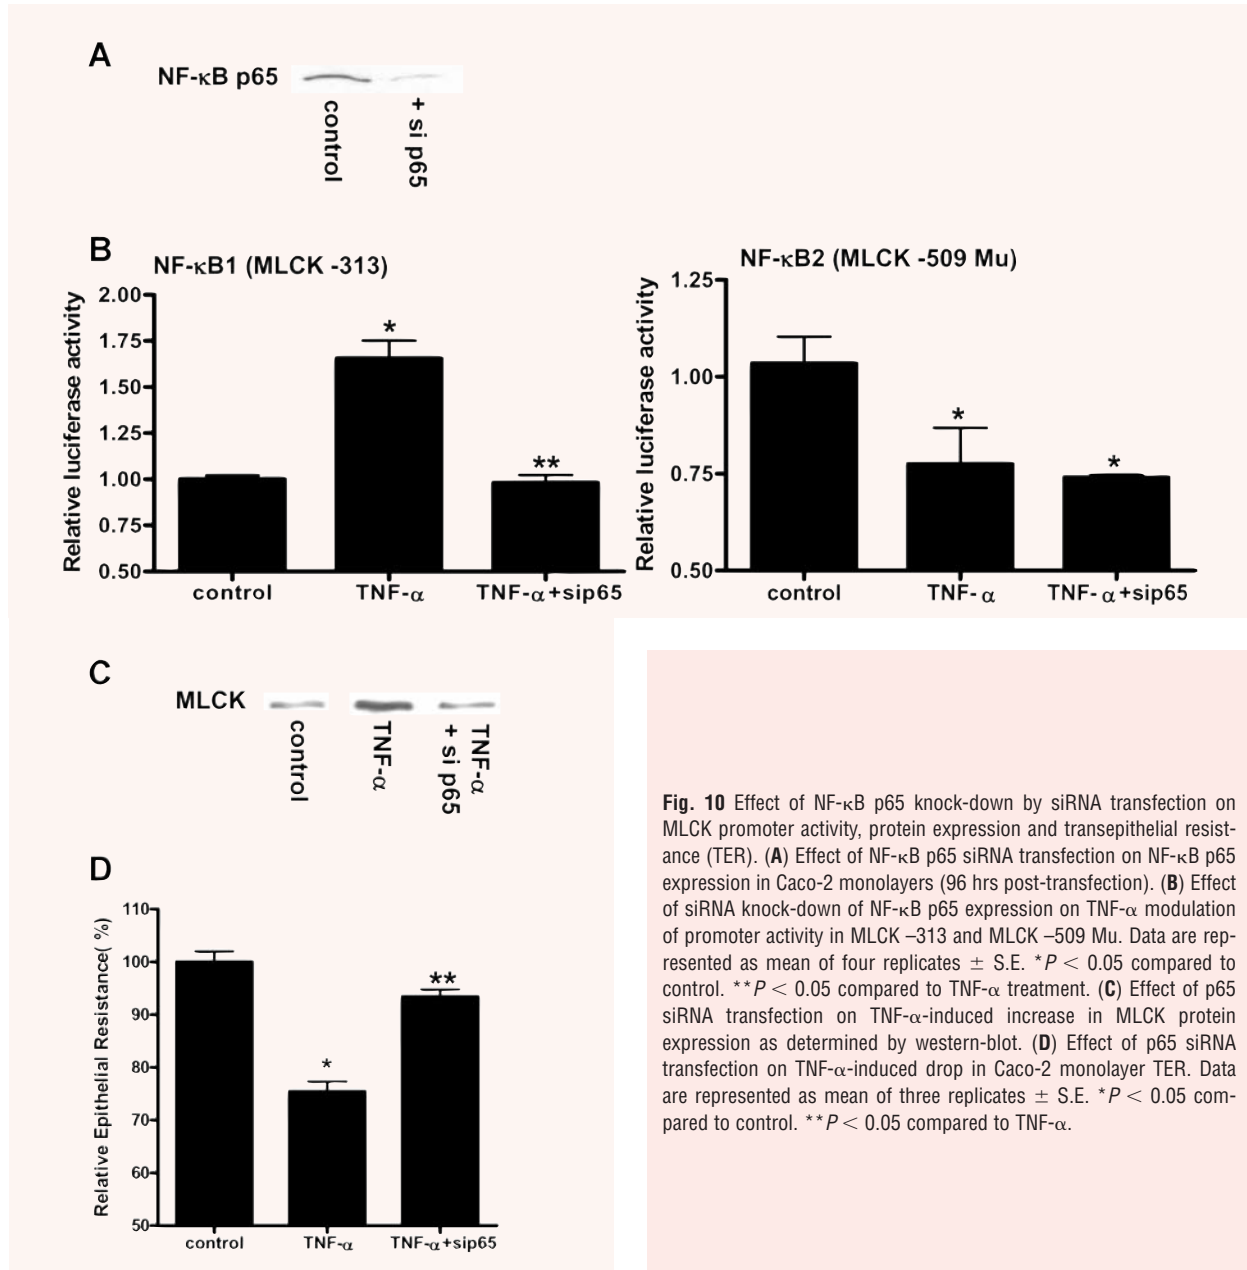 A
NF-κB p65
control
+ si p65
B
NF-κB1 (MLCK -313)
Relative luciferase activity
2.00
1.75
1.50
1.25
1.00
0.75
0.50
*
**
control
TNF-α
TNF-α+sip65
NF-κB2 (MLCK -509 Mu)
Relative luciferase activity
1.25
1.00
0.75
0.50
*
*
control
TNF- α
TNF- α+sip65
C
MLCK
control
TNF-α
TNF-α
+ si p65
D
Relative Epithelial Resistance( %)
110
100
90
80
70
60
50
*
**
control
TNF-α
TNF-α+sip65
Fig. 10 Effect of NF-κB p65 knock-down by siRNA transfection on
MLCK promoter activity, protein expression and transepithelial resist-
ance (TER). (A) Effect of NF-κB p65 siRNA transfection on NF-κB p65
expression in Caco-2 monolayers (96 hrs post-transfection). (B) Effect
of siRNA knock-down of NF-κB p65 expression on TNF-α modulation
of promoter activity in MLCK –313 and MLCK –509 Mu. Data are rep-
resented as mean of four replicates ± S.E. *P < 0.05 compared to
control. **P < 0.05 compared to TNF-α treatment. (C) Effect of p65
siRNA transfection on TNF-α-induced increase in MLCK protein
expression as determined by western-blot. (D) Effect of p65 siRNA
transfection on TNF-α-induced drop in Caco-2 monolayer TER. Data
are represented as mean of three replicates ± S.E. *P < 0.05 com-
pared to control. **P < 0.05 compared to TNF-α.